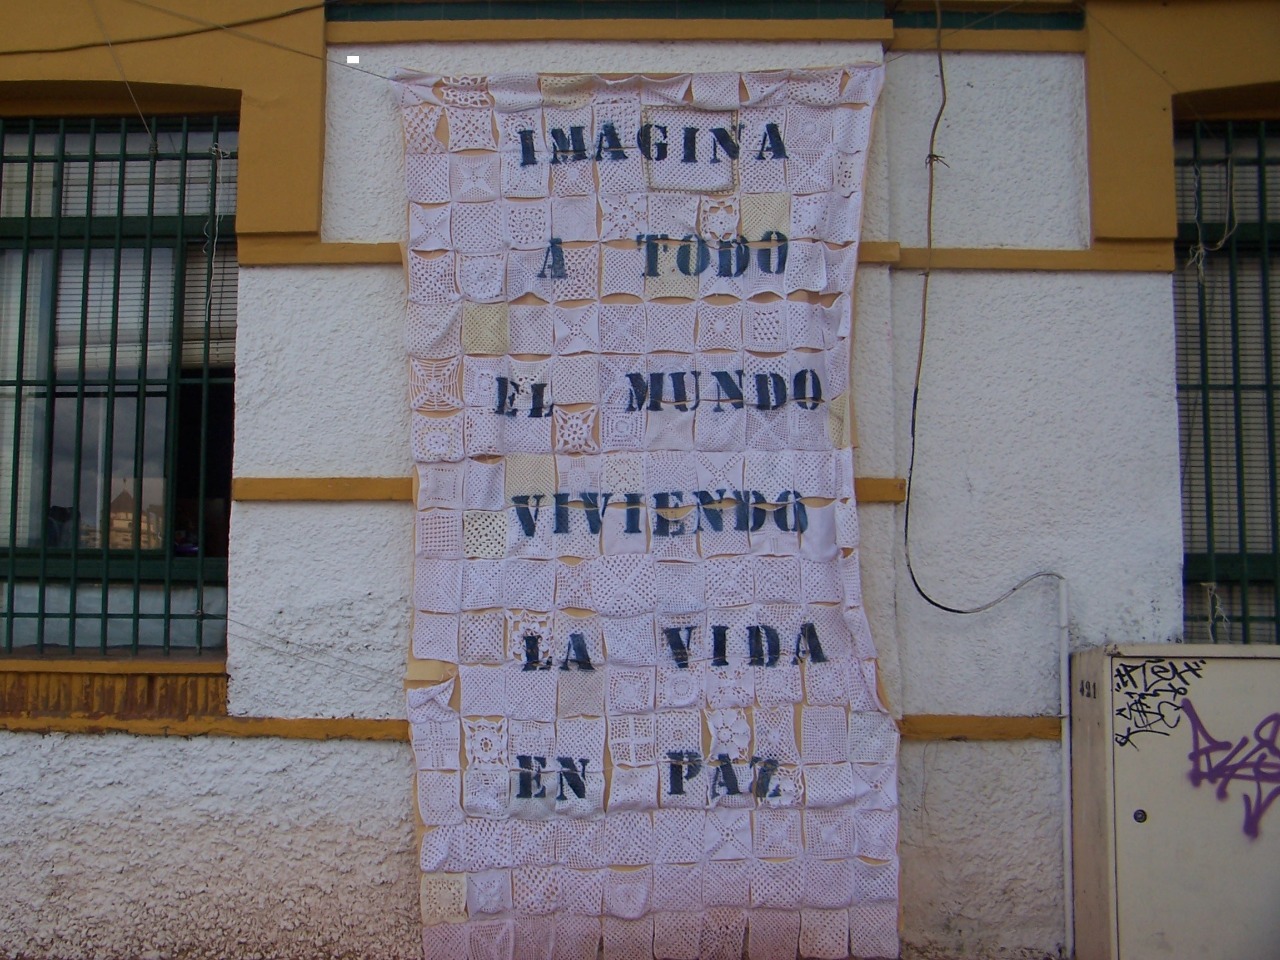 IMAGINA
A TODO
EL MUNDO
VIVIENDO
LA VIDA
EN PAZ
421